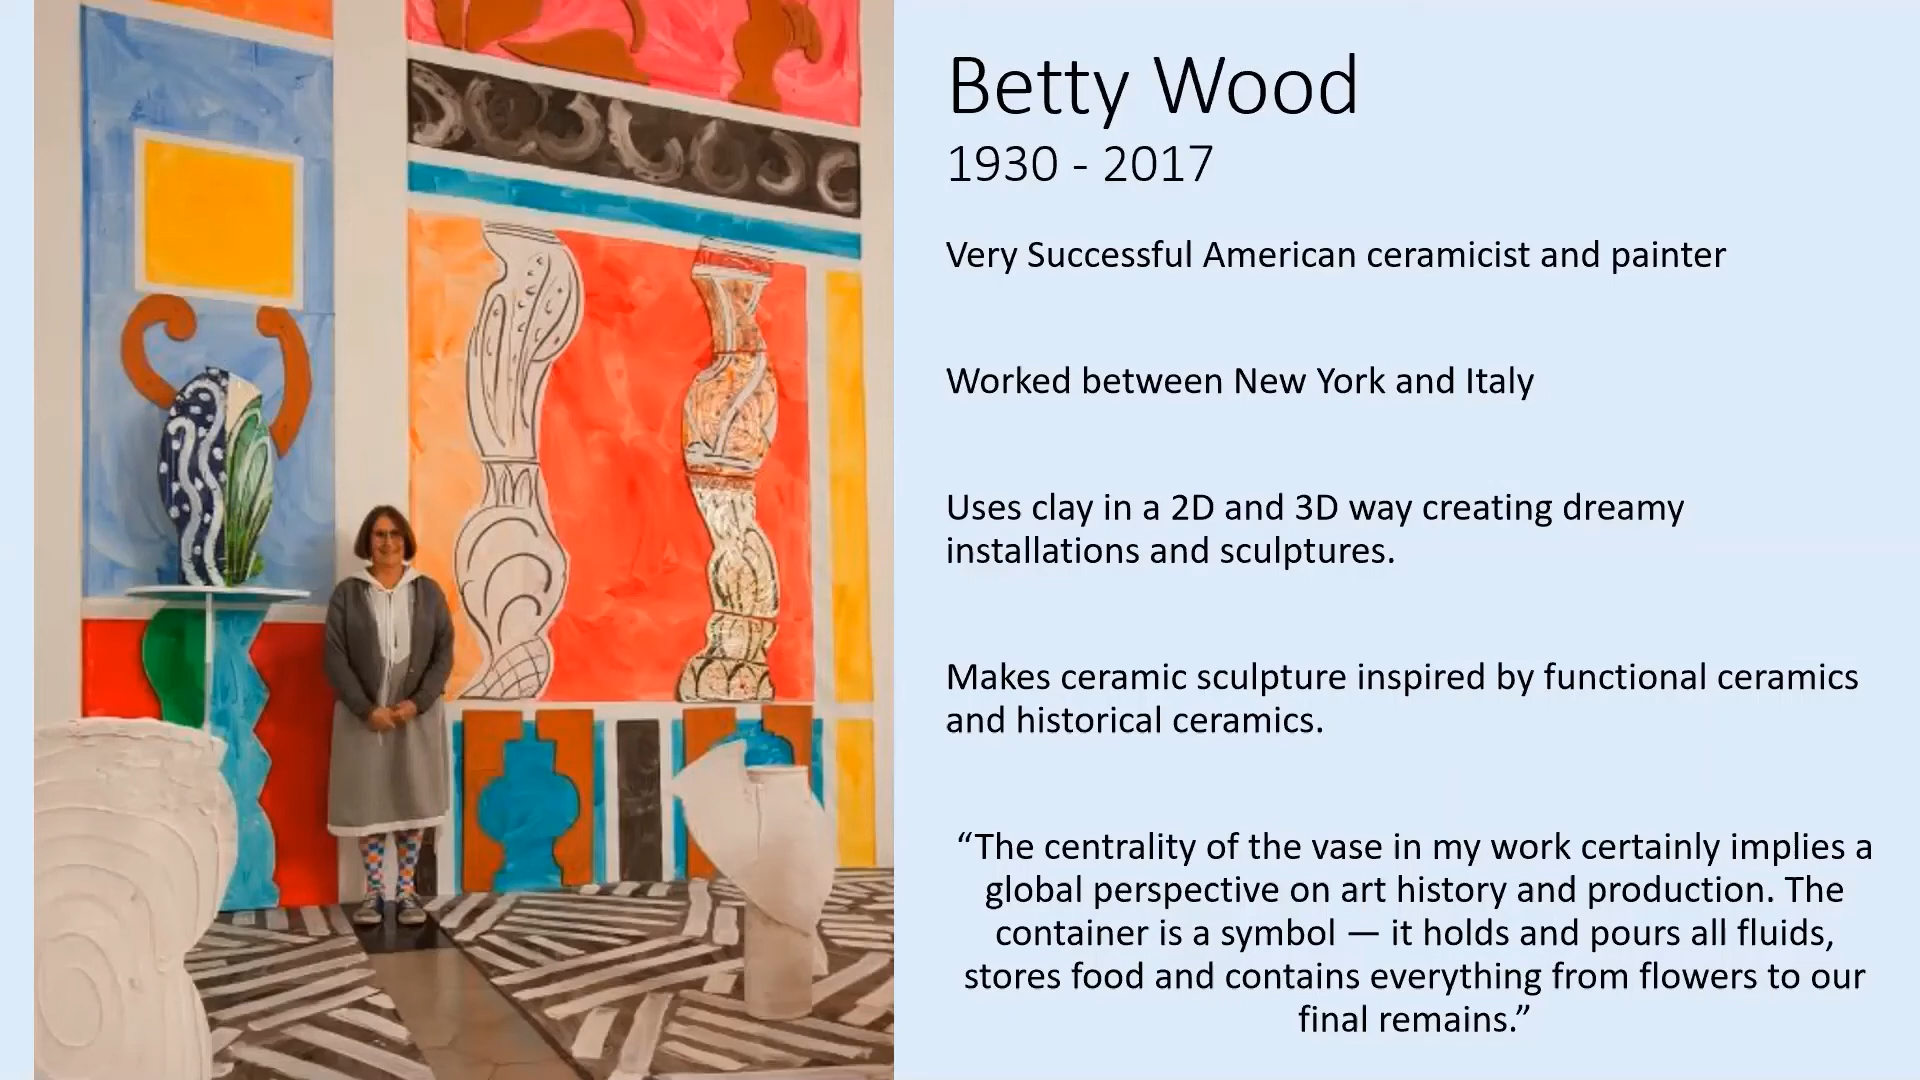 Betty Wood
1930 - 2017
Very Successful American ceramicist and painter
Worked between New York and Italy
Uses clay in a 2D and 3D way creating dreamy
installations and sculptures.
Makes ceramic sculpture inspired by functional ceramics
and historical ceramics.
“The centrality of the vase in my work certainly implies a
global perspective on art history and production. The
container is a symbol — it holds and pours all fluids,
stores food and contains everything from flowers to our
final remains.”